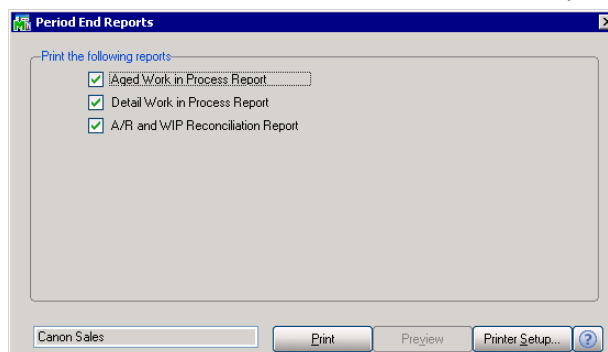 Period End Reports
Print the following reports
Aged Work in Process Report
Detail Work in Process Report
A/R and WIP Reconciliation Report
Canon Sales Print Preview Printer Setup... ?